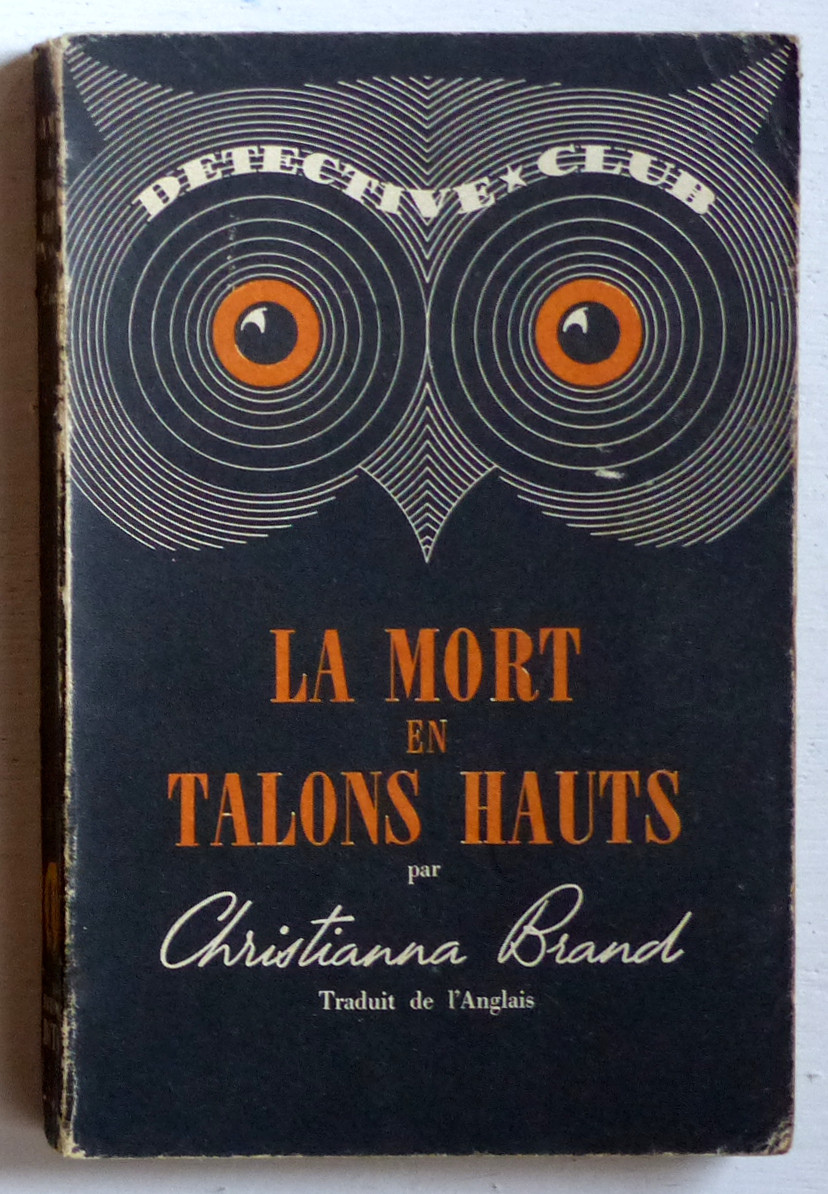 DETECTIVE★CLUB
LA MORT
EN
TALONS HAUTS
par
Christianna Brand
Traduit de l'Anglais